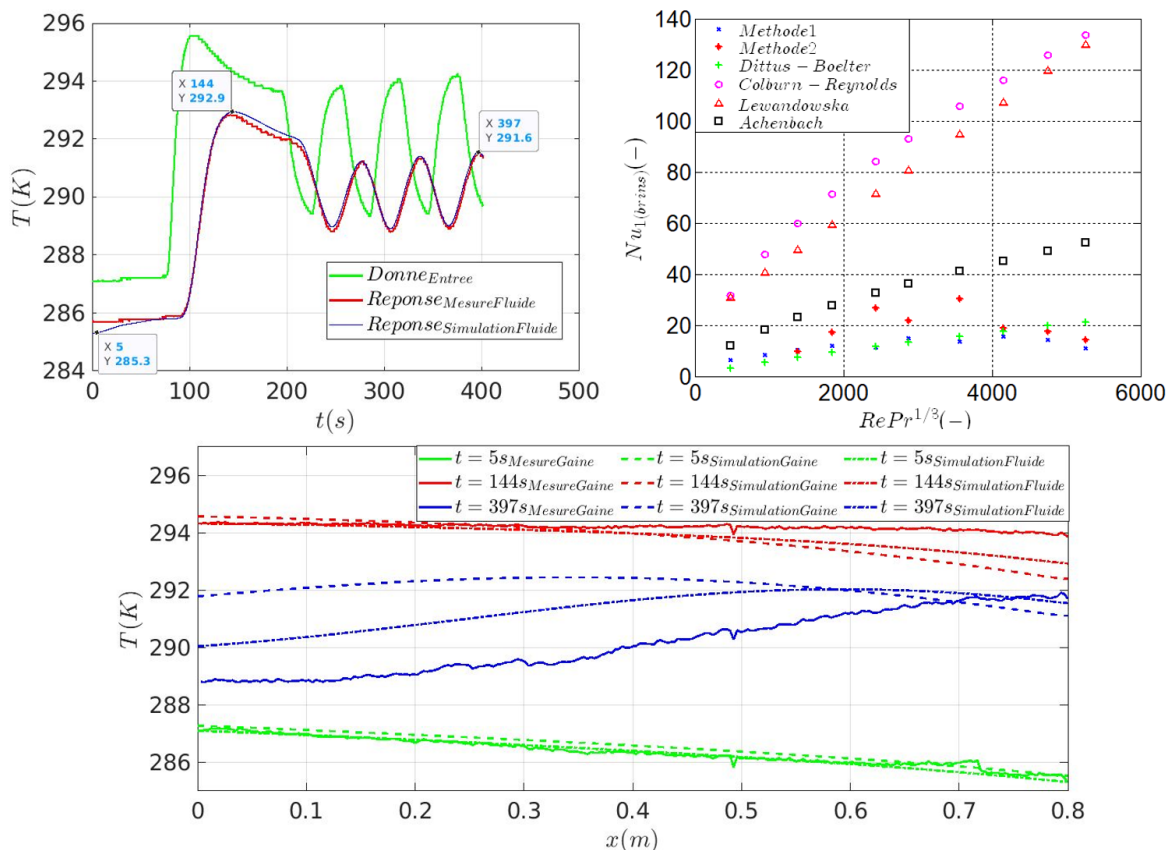 296
294
292
290
288
286
284
T((K)
0
100
200
300
400
500
t(s)
X 144
Y 292.9
X 397
Y 291.6
X 5
Y 285.3
Donne_Entree
Reponse_MesureFluide
Reponse_SimulationFluide
140
120
100
80
60
40
20
0
Nu_1(brins)(−)
0
2000
4000
6000
RePr^1/3(−)
Methode1
Methode2
Dittus − Boelter
Colburn − Reynolds
Lewandowska
Achenbach
296
294
292
290
288
286
T(K)
0
0.1
0.2
0.3
0.4
0.5
0.6
0.7
0.8
x(m)
t = 5s_MesureGaine
t = 5s_SimulationGaine
t = 5s_SimulationFluide
t = 144s_MesureGaine
t = 144s_SimulationGaine
t = 144s_SimulationFluide
t = 397s_MesureGaine
t = 397s_SimulationGaine
t = 397s_SimulationFluide